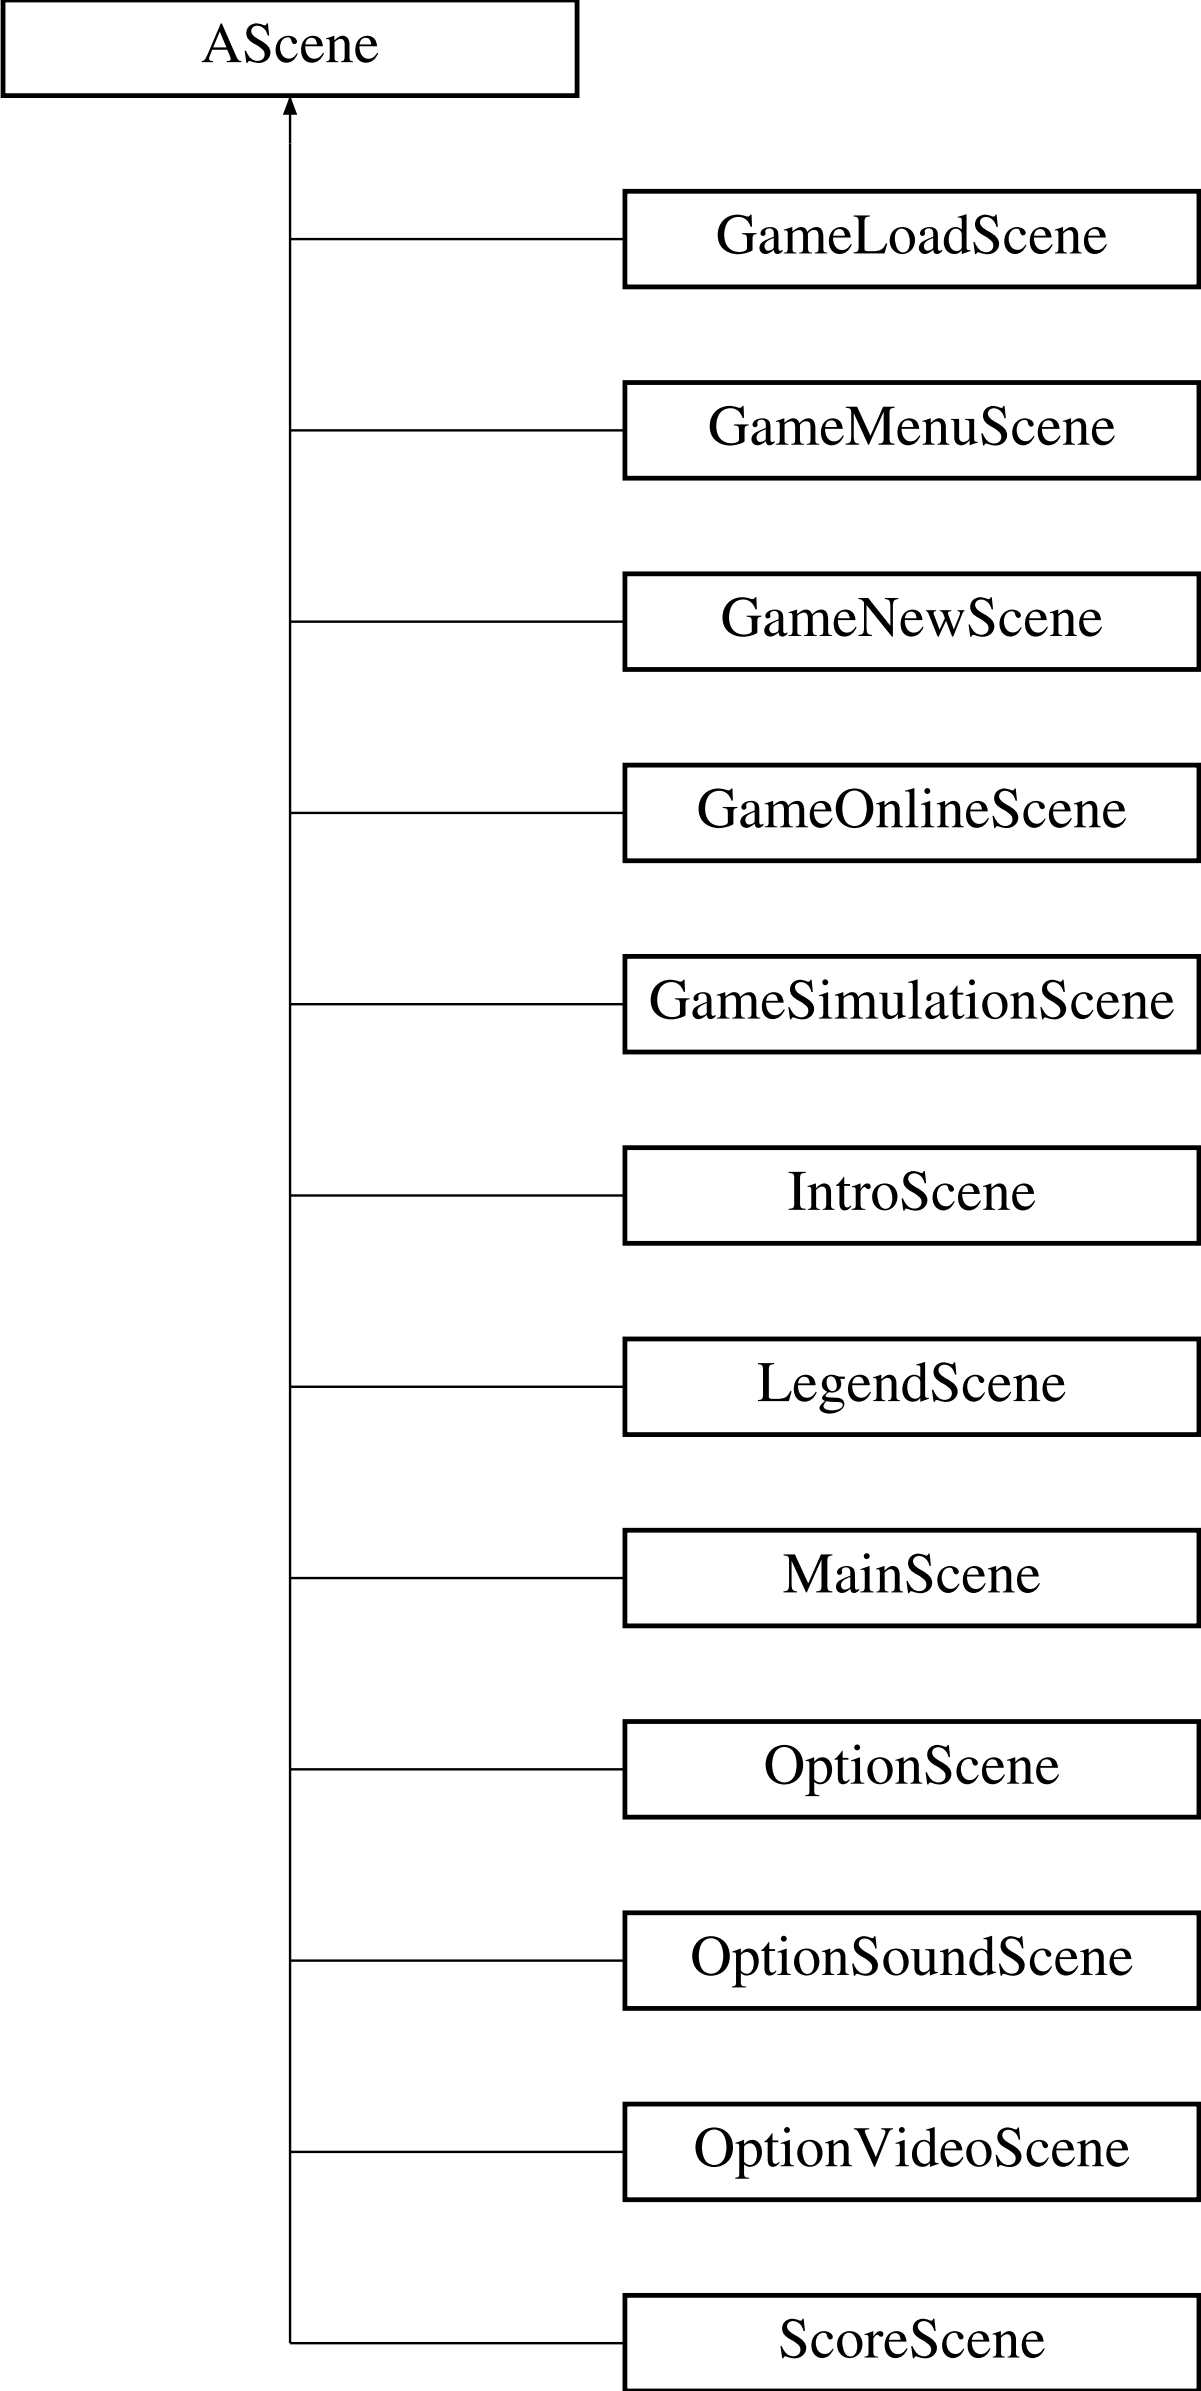 AScene
GameLoadScene
GameMenuScene
GameNewScene
GameOnlineScene
GameSimulationScene
IntroScene
LegendScene
MainScene
OptionScene
OptionSoundScene
OptionVideoScene
ScoreScene